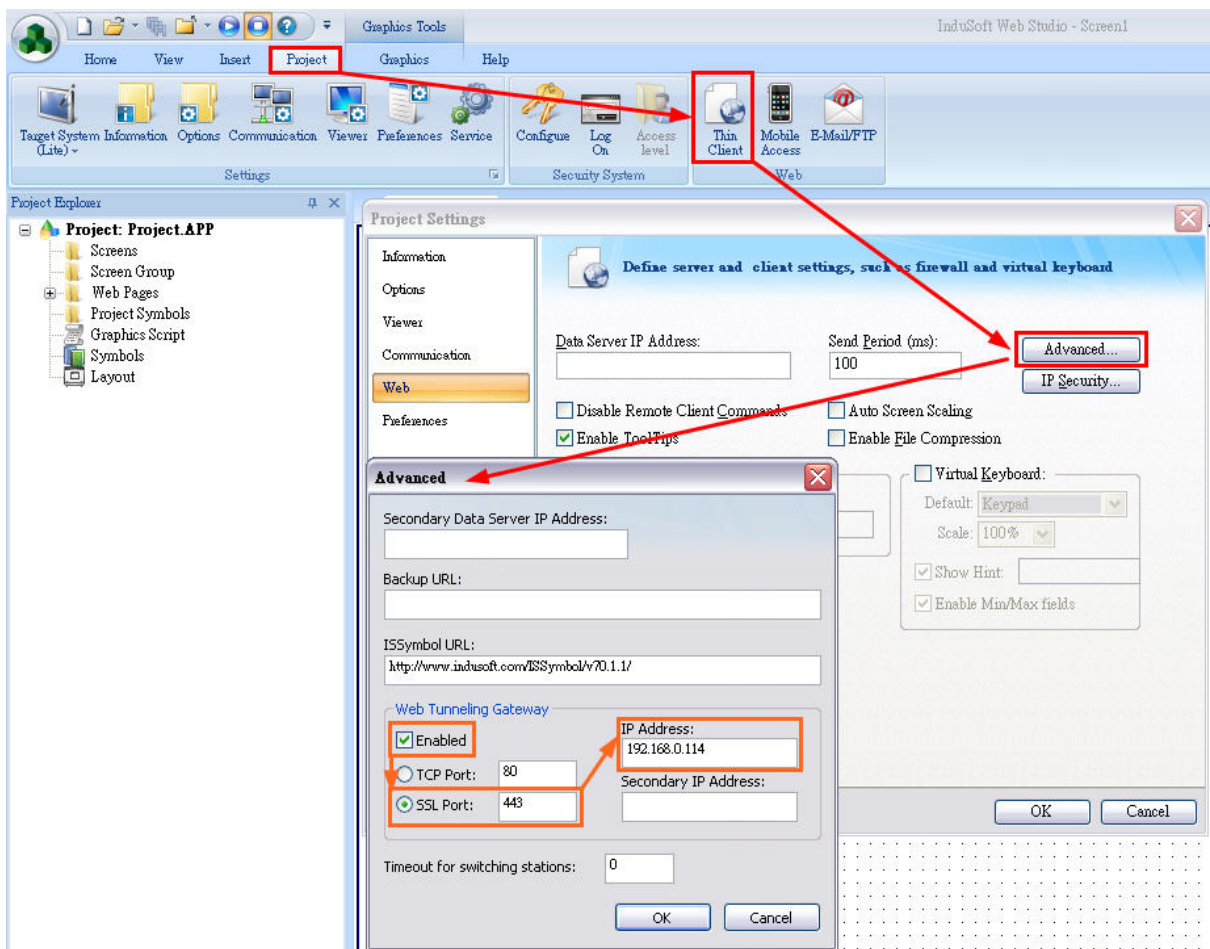 Graphics Tools
InduSoft Web Studio - Screen1
Home View Insert Project Graphics Help
Target System (Lite)
Information
Options
Communication
Viewer
Preferences
Service
Configure
Log On
Access level
Thin Client
Mobile Access
E-Mail/FTP
Settings
Security System
Web
Project Explorer
Project: Project.APP
Screens
Screen Group
Web Pages
Project Symbols
Graphics Script
Symbols
Layout
Project Settings
Information
Options
Viewer
Communication
Web
Preferences
Define server and client settings, such as firewall and virtual keyboard
Data Server IP Address:
Send Period (ms):
100
Advanced...
IP Security...
Disable Remote Client Commands
Auto Screen Scaling
Enable ToolTips
Enable File Compression
Virtual Keyboard:
Default: Keypad
Scale: 100%
Show Hint:
Enable Min/Max fields
OK
Cancel
Advanced
Secondary Data Server IP Address:
Backup URL:
ISSymbol URL:
http://www.indusoft.com/ISSymbol/v70.1.1/
Web Tunneling Gateway
Enabled
TCP Port: 80
SSL Port: 443
IP Address:
192.168.0.114
Secondary IP Address:
Timeout for switching stations: 0
OK
Cancel